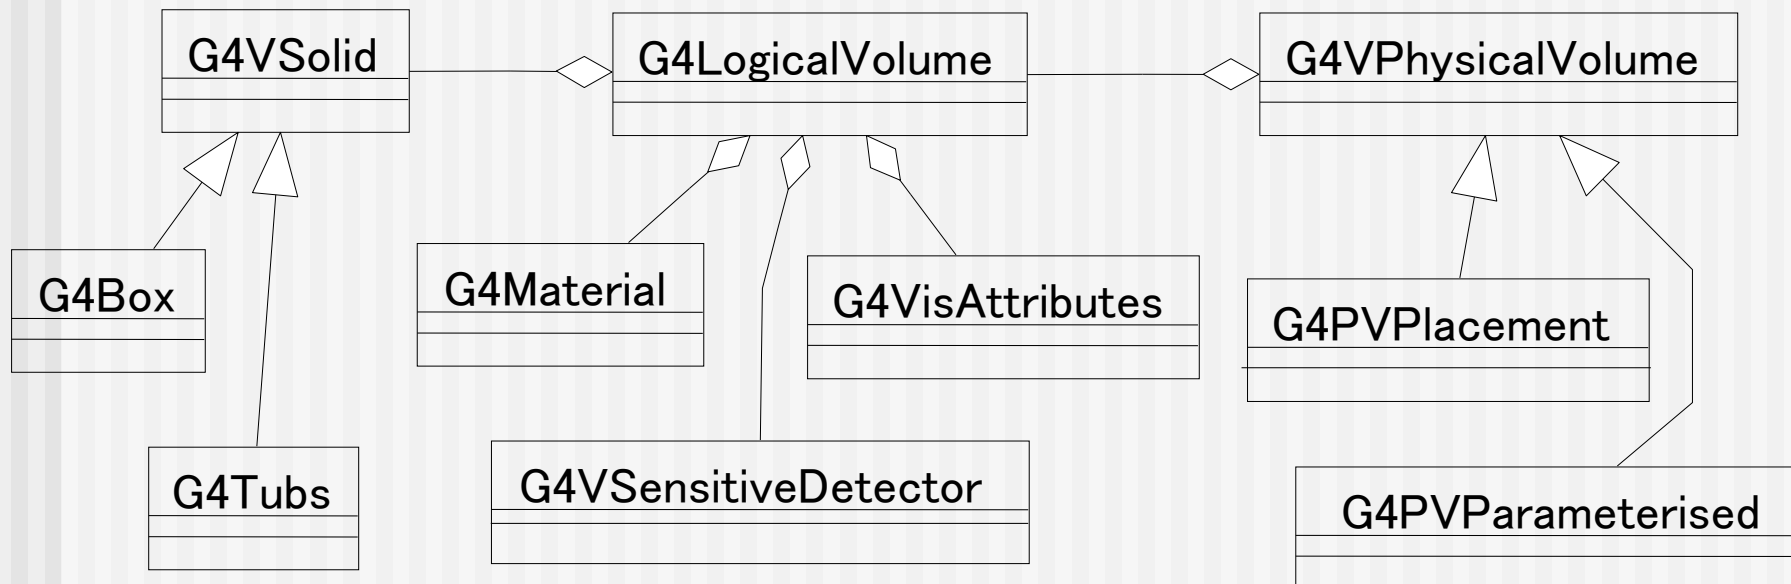 G4VSolid
G4LogicalVolume
G4VPhysicalVolume
G4Box
G4Material
G4VisAttributes
G4PVPlacement
G4Tubs
G4VSensitiveDetector
G4PVParameterised